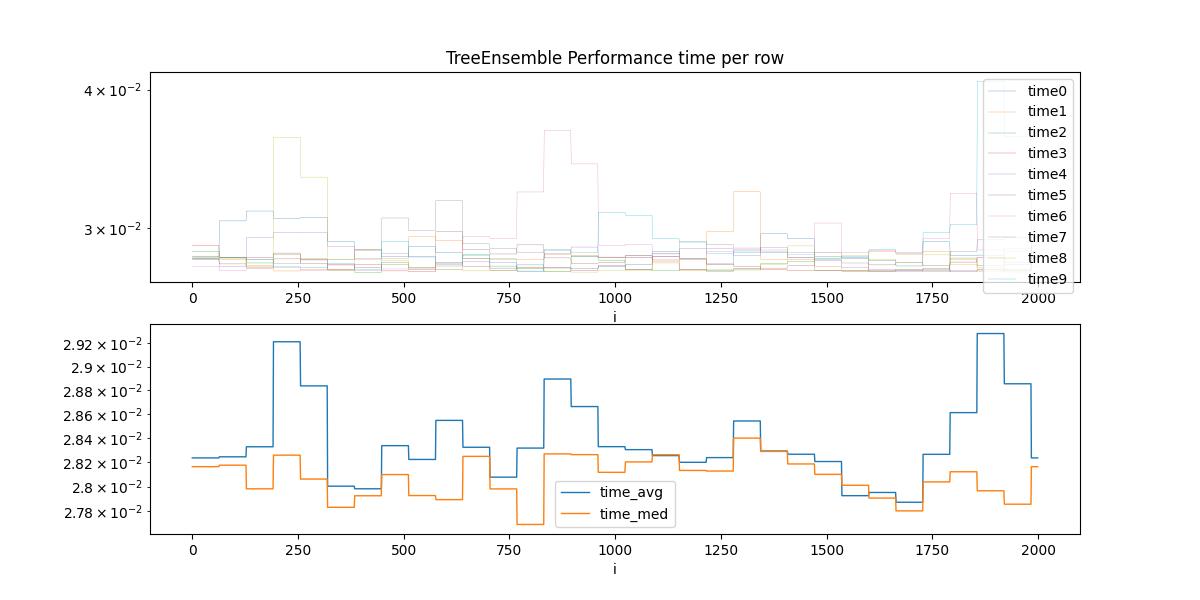 TreeEnsemble Performance time per row
4 × 10⁻²
3 × 10⁻²
time0
time1
time2
time3
time4
time5
time6
time7
time8
time9
0 250 500 750 1000 1250 1500 1750 2000
i
2.92 × 10⁻²
2.9 × 10⁻²
2.88 × 10⁻²
2.86 × 10⁻²
2.84 × 10⁻²
2.82 × 10⁻²
2.8 × 10⁻²
2.78 × 10⁻²
time_avg
time_med
0 250 500 750 1000 1250 1500 1750 2000
i